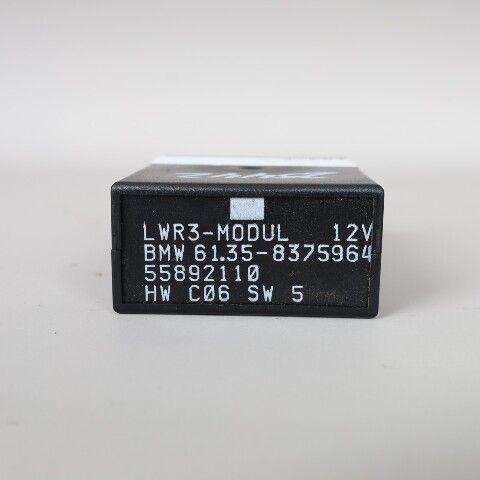 LWR3-MODUL 12V
BMW 61.35-8375964
55892110
HW C06 SW 5